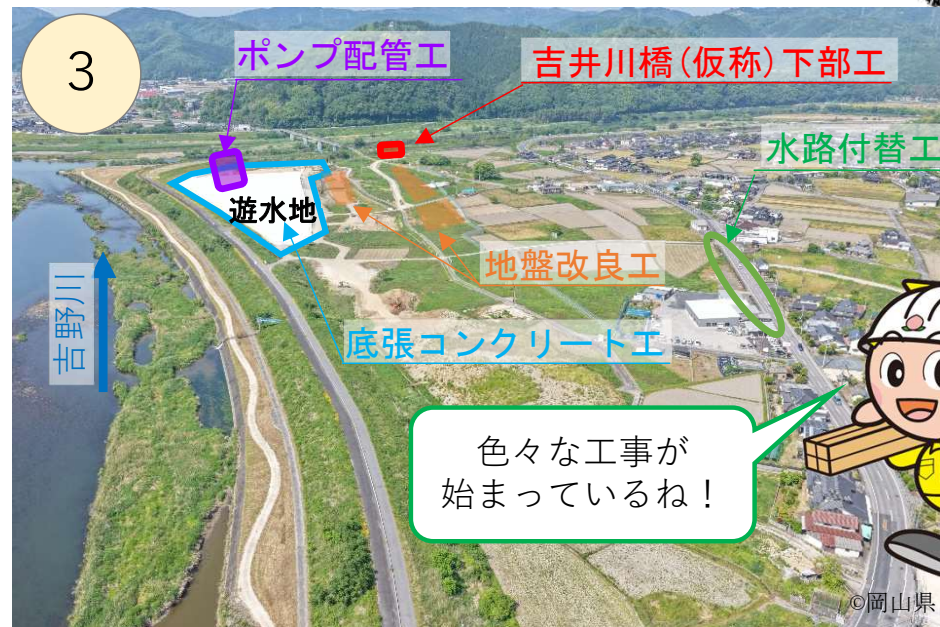 3
ポンプ配管工
吉井川橋(仮称)下部工
水路付替工
遊水地
地盤改良工
吉野川
底張コンクリート工
色々な工事が
始まっているね！
©岡山県